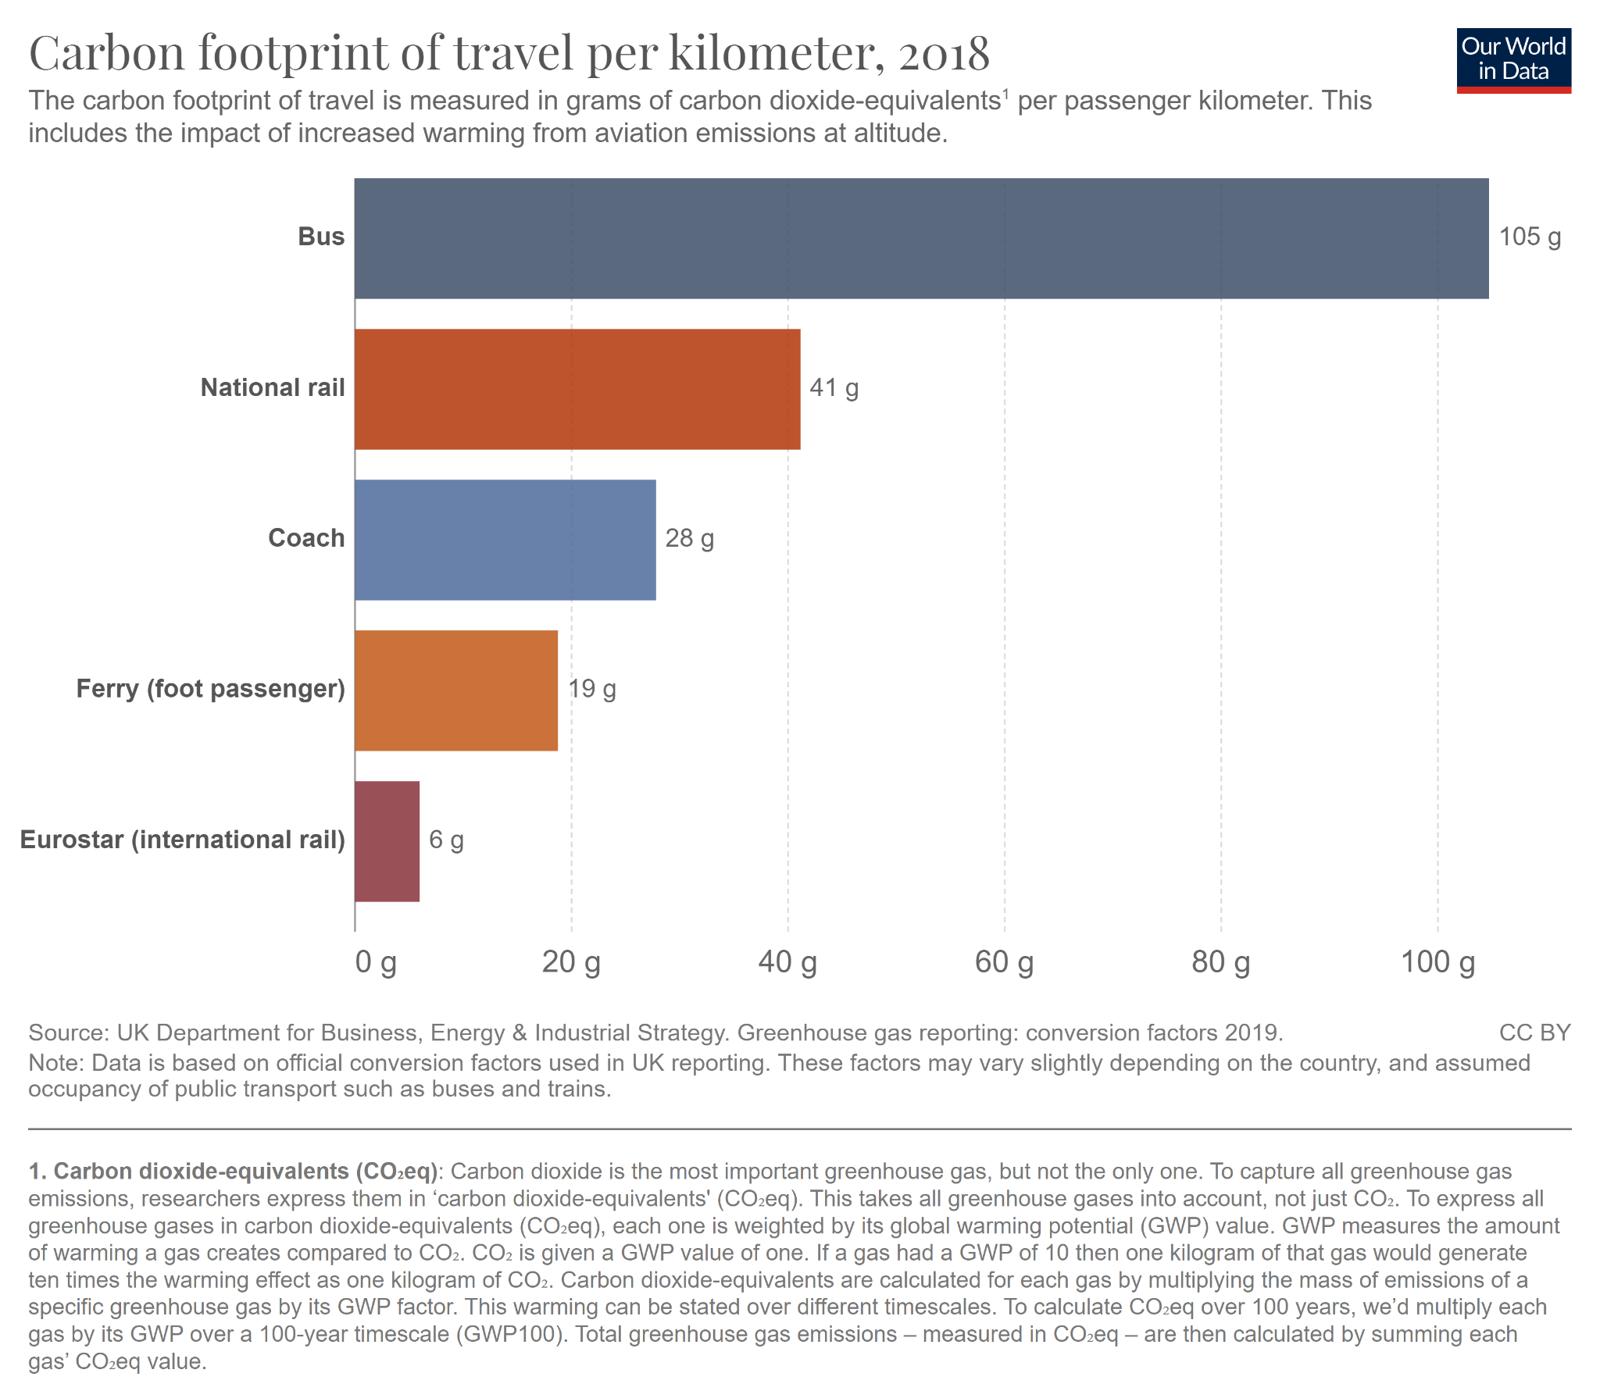 Carbon footprint of travel per kilometer, 2018
Our World
in Data
The carbon footprint of travel is measured in grams of carbon dioxide-equivalents¹ per passenger kilometer. This
includes the impact of increased warming from aviation emissions at altitude.
Bus
105 g
National rail
41 g
Coach
28 g
Ferry (foot passenger)
19 g
Eurostar (international rail)
6 g
0 g
20 g
40 g
60 g
80 g
100 g
Source: UK Department for Business, Energy & Industrial Strategy. Greenhouse gas reporting: conversion factors 2019.
CC BY
Note: Data is based on official conversion factors used in UK reporting. These factors may vary slightly depending on the country, and assumed
occupancy of public transport such as buses and trains.
1. Carbon dioxide-equivalents (CO₂eq): Carbon dioxide is the most important greenhouse gas, but not the only one. To capture all greenhouse gas
emissions, researchers express them in ‘carbon dioxide-equivalents' (CO₂eq). This takes all greenhouse gases into account, not just CO₂. To express all
greenhouse gases in carbon dioxide-equivalents (CO₂eq), each one is weighted by its global warming potential (GWP) value. GWP measures the amount
of warming a gas creates compared to CO₂. CO₂ is given a GWP value of one. If a gas had a GWP of 10 then one kilogram of that gas would generate
ten times the warming effect as one kilogram of CO₂. Carbon dioxide-equivalents are calculated for each gas by multiplying the mass of emissions of a
specific greenhouse gas by its GWP factor. This warming can be stated over different timescales. To calculate CO₂eq over 100 years, we’d multiply each
gas by its GWP over a 100-year timescale (GWP100). Total greenhouse gas emissions – measured in CO₂eq – are then calculated by summing each
gas’ CO₂eq value.